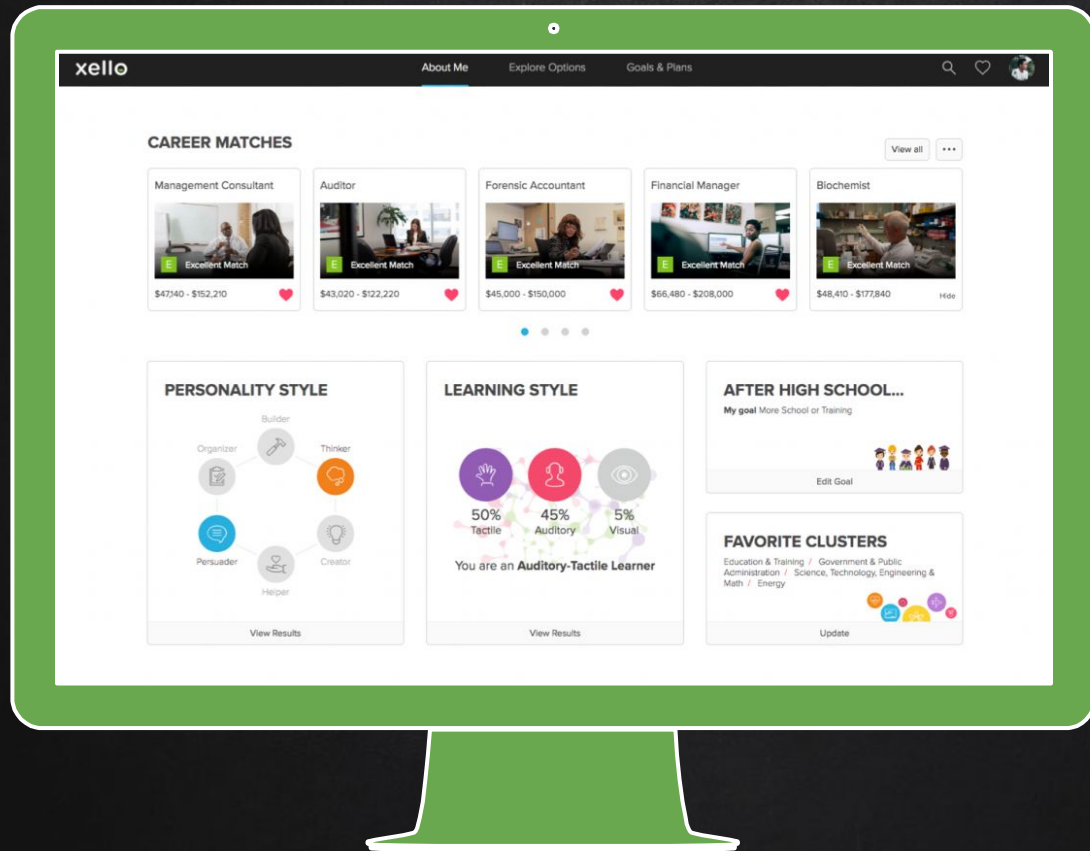 xello
About Me Explore Options Goals & Plans
CAREER MATCHES
View all ...
Management Consultant
E Excellent Match
$47,140 - $152,210
Auditor
E Excellent Match
$43,020 - $122,220
Forensic Accountant
E Excellent Match
$45,000 - $150,000
Financial Manager
E Excellent Match
$66,480 - $208,000
Biochemist
E Excellent Match
$48,410 - $177,840 Hide
PERSONALITY STYLE
Builder
Organizer Thinker
Persuader Creator
Helper
View Results
LEARNING STYLE
50% 45% 5%
Tactile Auditory Visual
You are an Auditory-Tactile Learner
View Results
AFTER HIGH SCHOOL...
My goal More School or Training
Edit Goal
FAVORITE CLUSTERS
Education & Training / Government & Public
Administration / Science, Technology, Engineering &
Math / Energy
Update